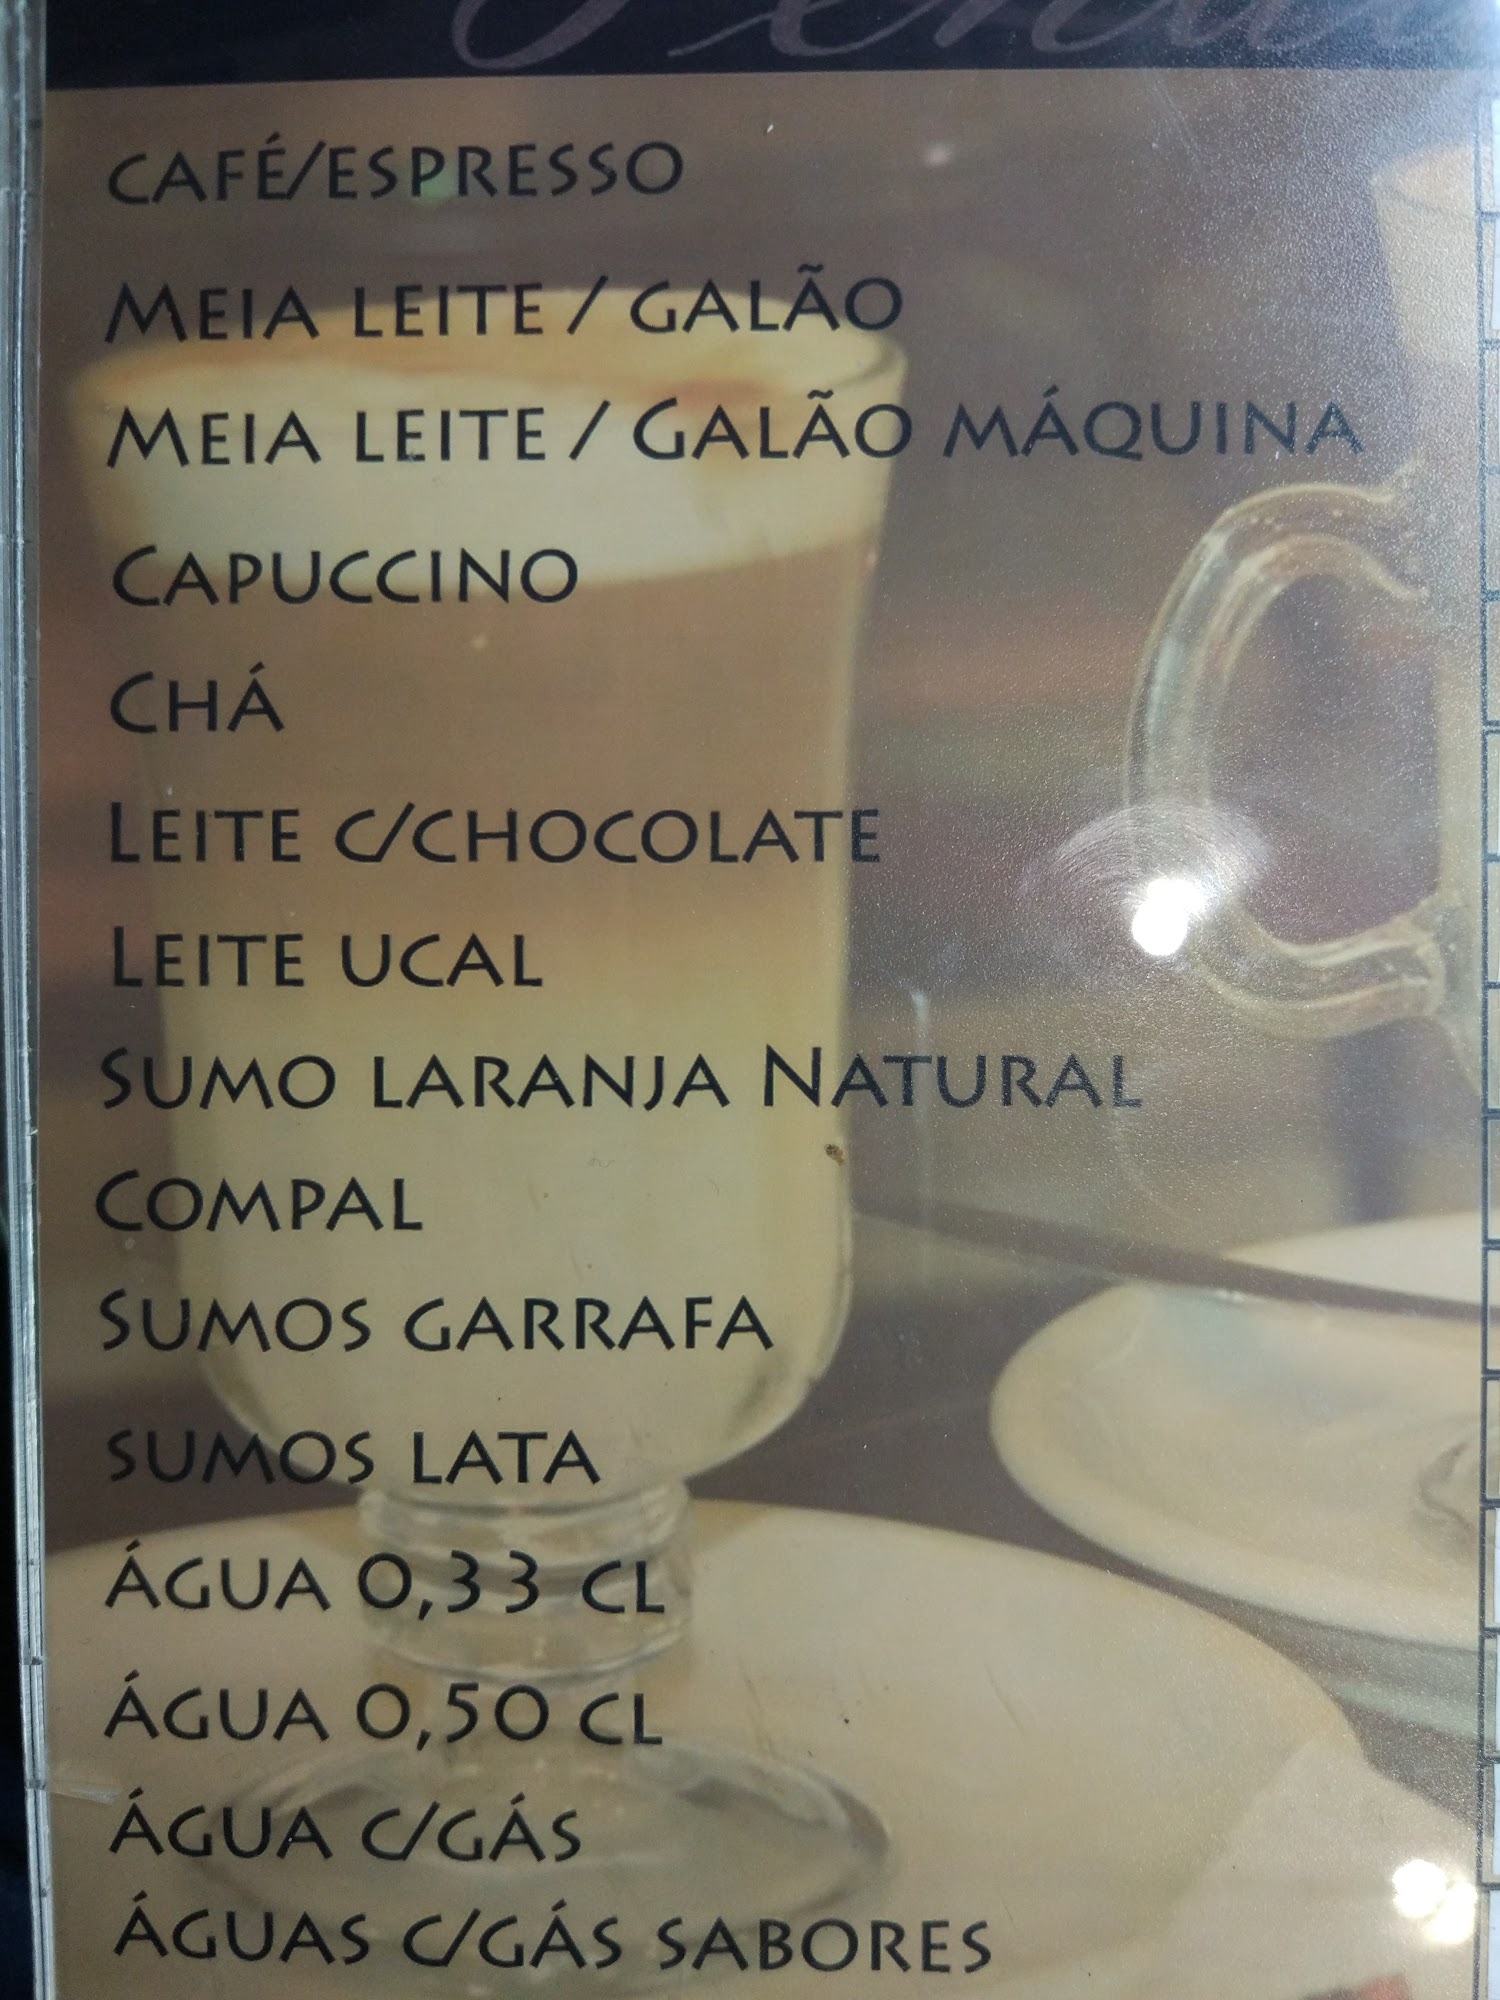 CAFÉ/ESPRESSO
MEIA LEITE / GALÃO
MEIA LEITE / GALÃO MÁQUINA
CAPUCCINO
CHÁ
LEITE C/CHOCOLATE
LEITE UCAL
SUMO LARANJA NATURAL
COMPAL
SUMOS GARRAFA
SUMOS LATA
ÁGUA 0,33 CL
ÁGUA 0,50 CL
ÁGUA C/GÁS
ÁGUAS C/GÁS SABORES